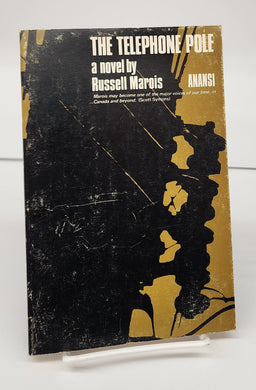 THE TELEPHONE POLE
a novel by
Russell Marois ANANSI
Marois may become one of the major voices of our time, in
Canada and beyond. (Scott Symons)